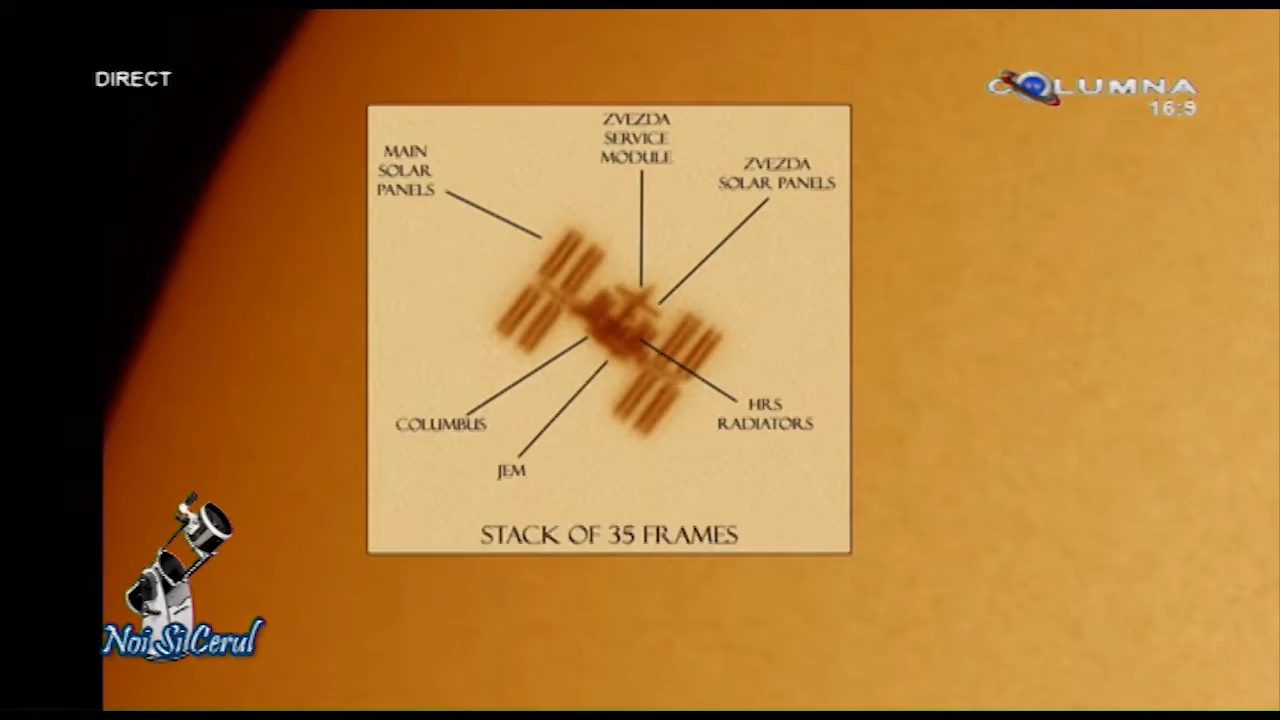 DIRECT
COLUMNA
TV
16:9
ZVEZDA
SERVICE
MODULE
MAIN
SOLAR
PANELS
ZVEZDA
SOLAR PANELS
COLUMBUS
HRS
RADIATORS
JEM
STACK OF 35 FRAMES
Noi Si Cerul